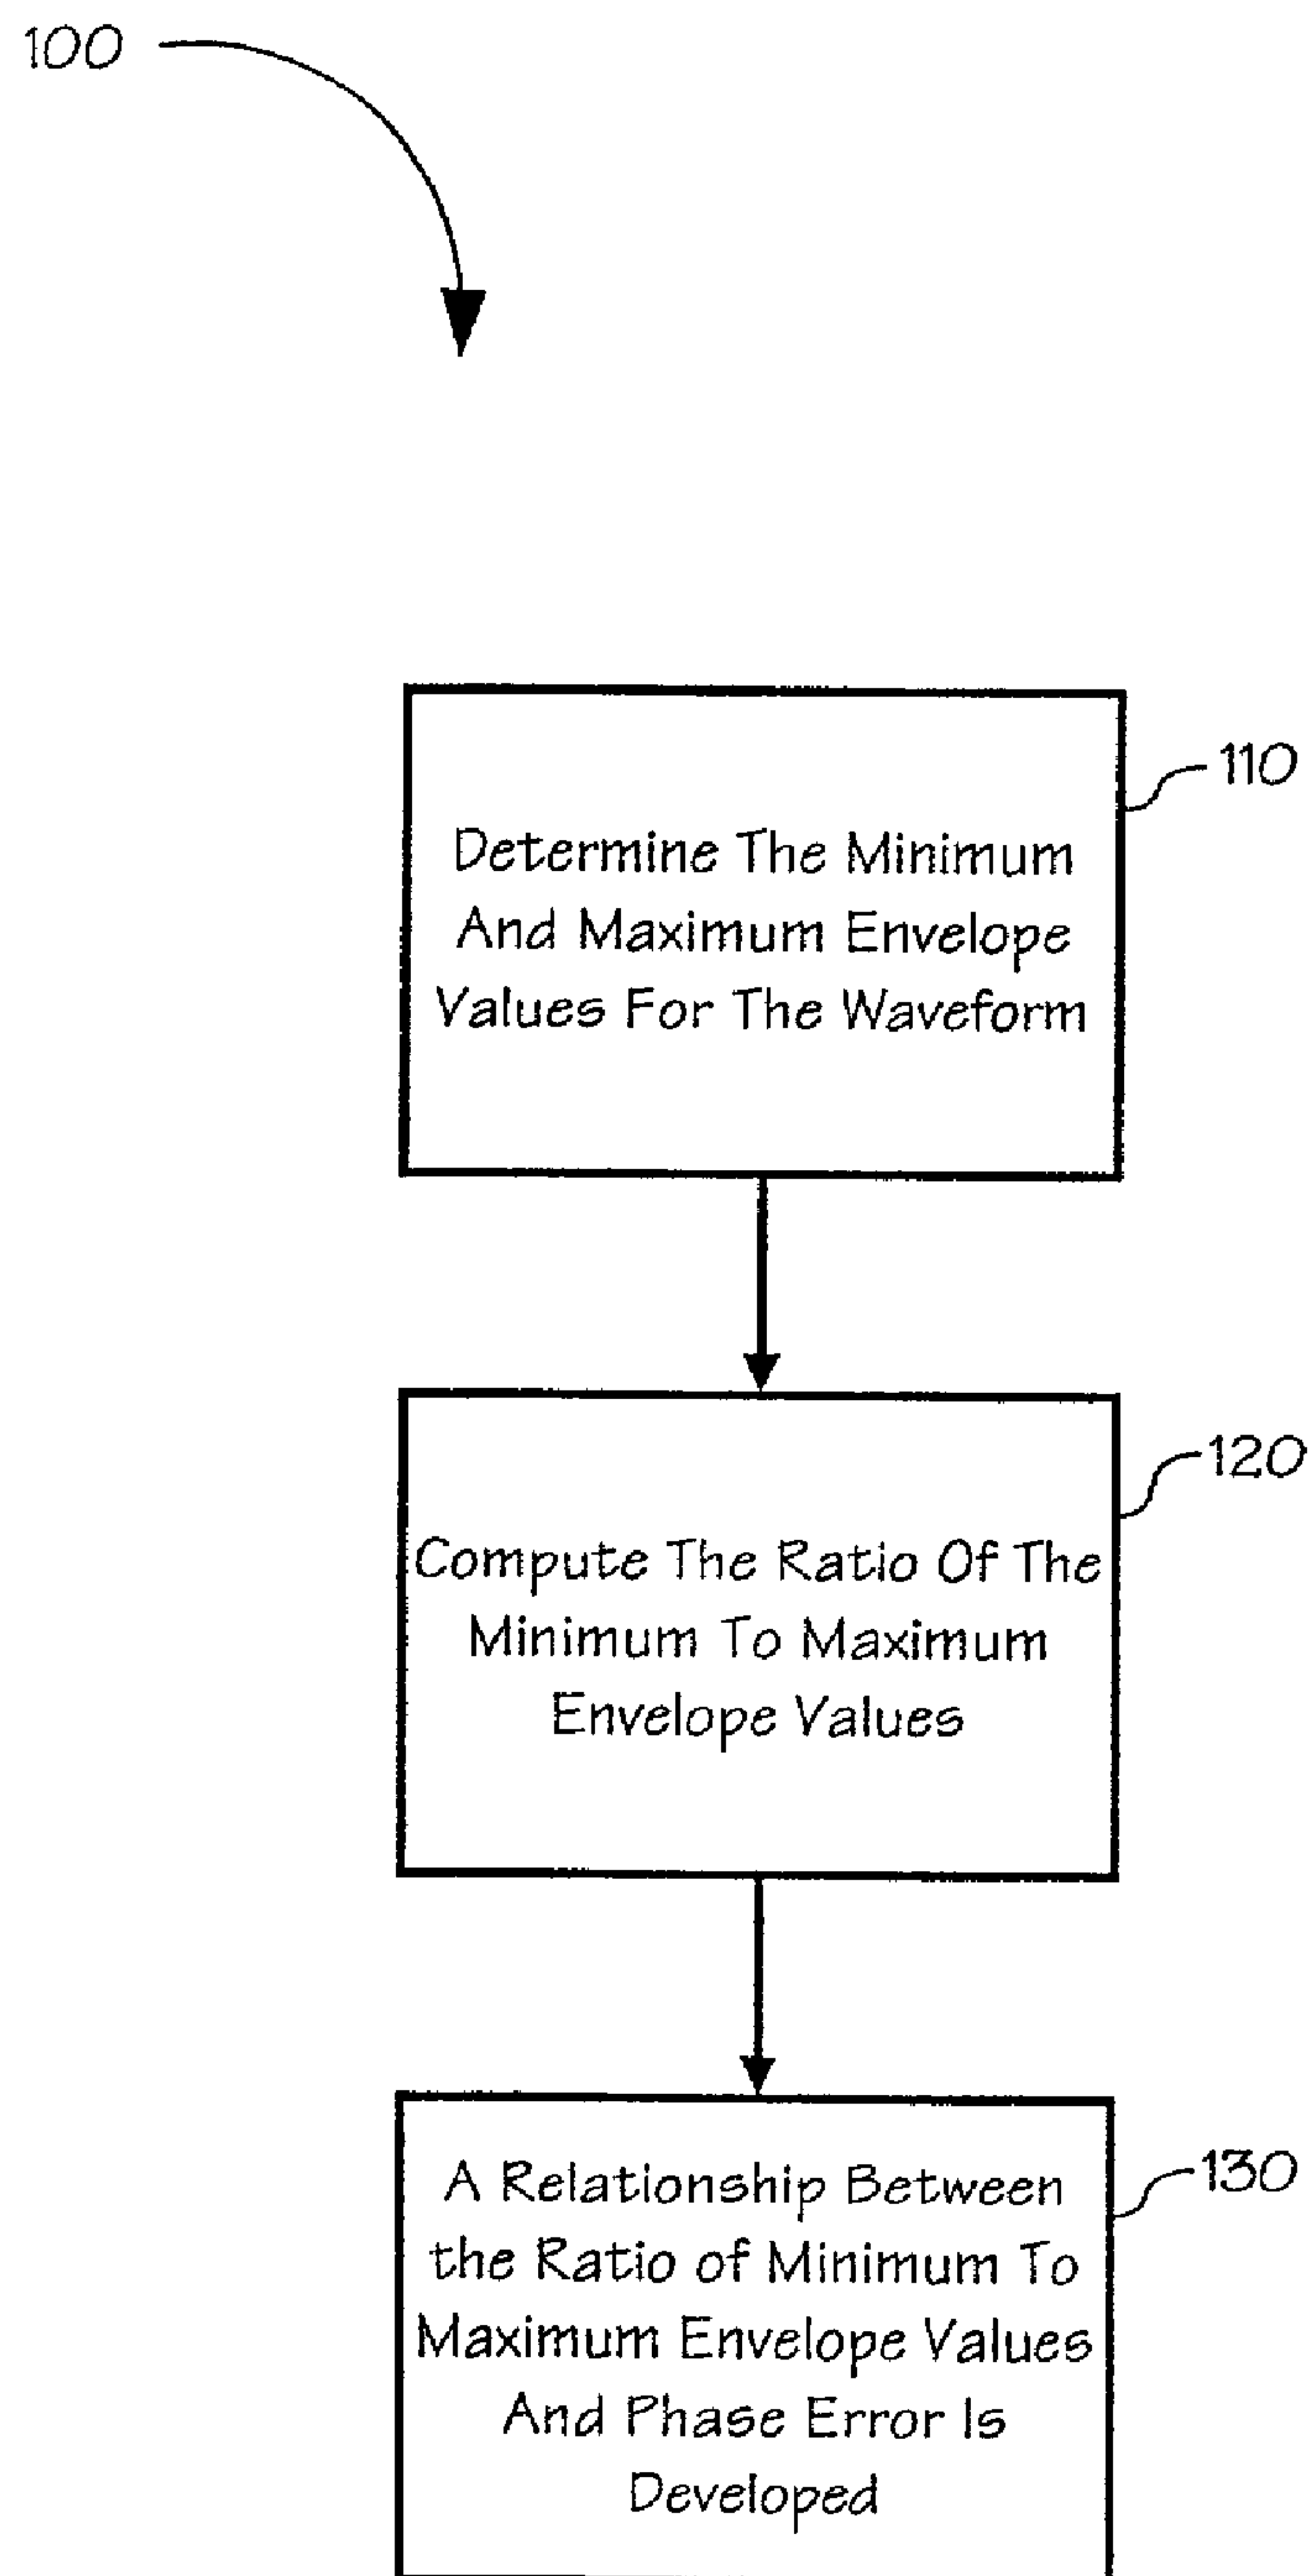 100
110
Determine The Minimum
And Maximum Envelope
Values For The Waveform
120
Compute The Ratio Of The
Minimum To Maximum
Envelope Values
130
A Relationship Between
the Ratio of Minimum To
Maximum Envelope Values
And Phase Error Is
Developed